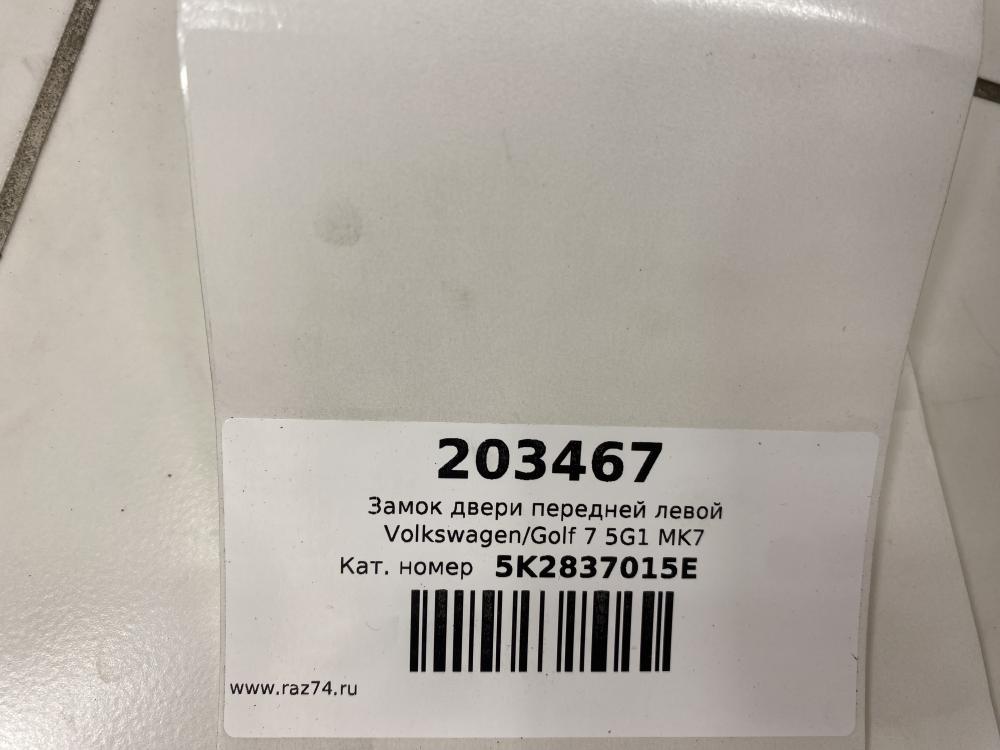 203467
Замок двери передней левой
Volkswagen/Golf 7 5G1 MK7
Кат. номер 5K2837015E
www.raz74.ru